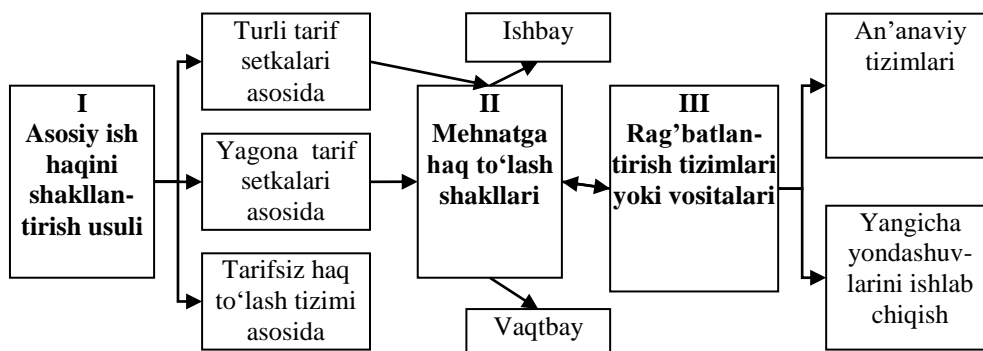 I
Asosiy ish
haqini
shakllan-
tirish usuli
Turli tarif
setkalari
asosida
Yagona tarif
setkalari
asosida
Tarifsiz haq
to‘lash tizimi
asosida
Ishbay
II
Mehnatga
haq to‘lash
shakllari
Vaqtbay
III
Rag’batlan-
tirish tizimlari
yoki vositalari
An’anaviy
tizimlari
Yangicha
yondashuv-
larini ishlab
chiqish